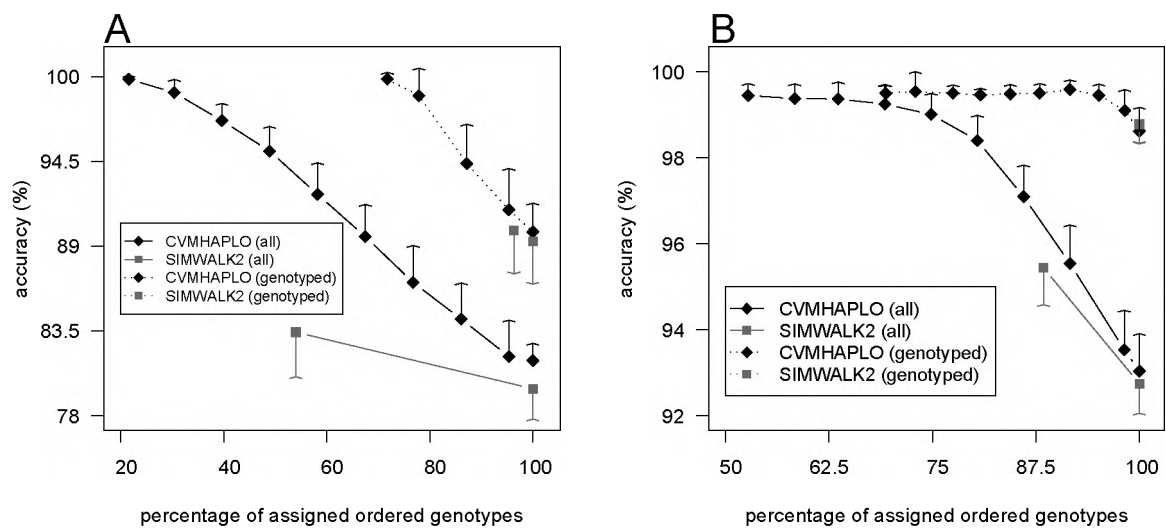 A
accuracy (%)
100
94.5
89
83.5
78
CVMHAPLO (all)
SIMWALK2 (all)
CVMHAPLO (genotyped)
SIMWALK2 (genotyped)
20
40
60
80
100
percentage of assigned ordered genotypes
B
accuracy (%)
100
98
96
94
92
CVMHAPLO (all)
SIMWALK2 (all)
CVMHAPLO (genotyped)
SIMWALK2 (genotyped)
50
62.5
75
87.5
100
percentage of assigned ordered genotypes